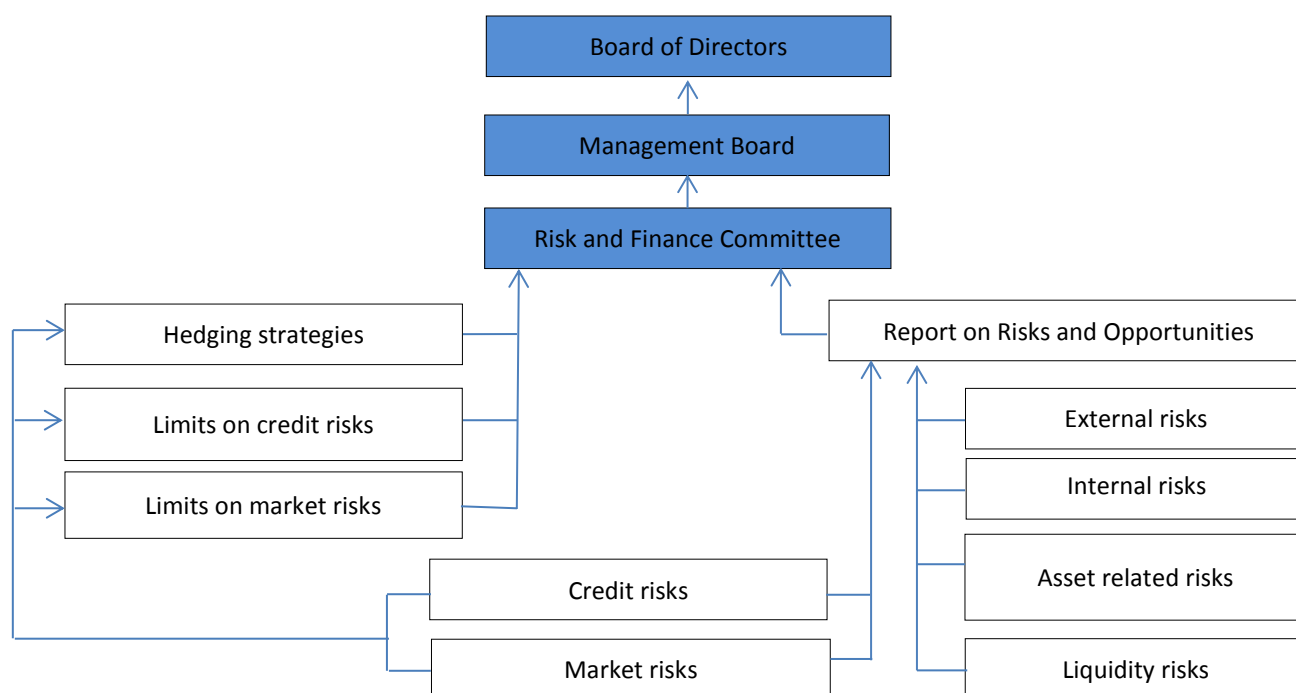 Board of Directors
Management Board
Risk and Finance Committee
Hedging strategies
Report on Risks and Opportunities
Limits on credit risks
External risks
Limits on market risks
Internal risks
Credit risks
Asset related risks
Market risks
Liquidity risks